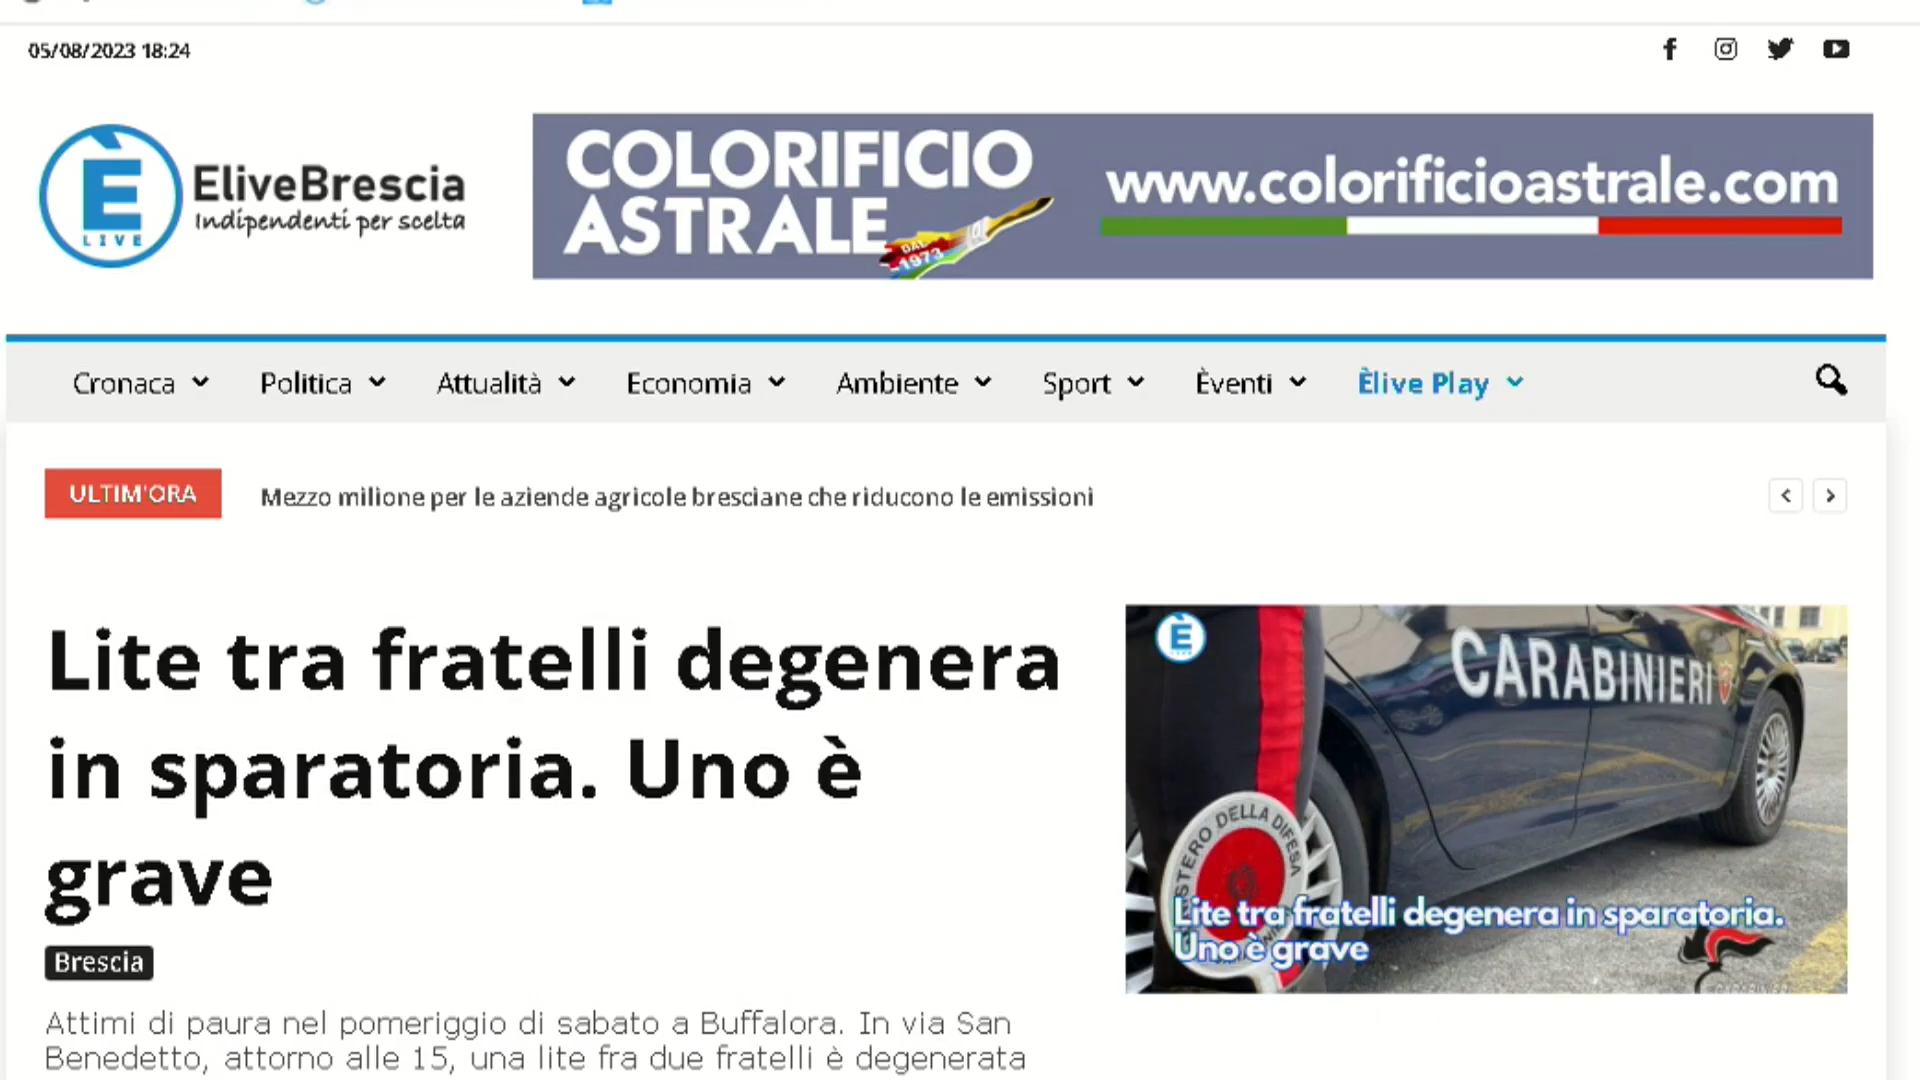 05/08/2023 18:24
È
LIVE
EliveBrescia
Indipendenti per scelta
COLORIFICIO
ASTRALE
DAL
1973
www.colorificioastrale.com
Cronaca Politica Attualità Economia Ambiente Sport Èventi Èlive Play
ULTIM'ORA Mezzo milione per le aziende agricole bresciane che riducono le emissioni
Lite tra fratelli degenera
in sparatoria. Uno è
grave
Brescia
Attimi di paura nel pomeriggio di sabato a Buffalora. In via San
Benedetto, attorno alle 15, una lite fra due fratelli è degenerata
È
CARABINIERI
DELLA DIFESA
Lite tra fratelli degenera in sparatoria.
Uno è grave